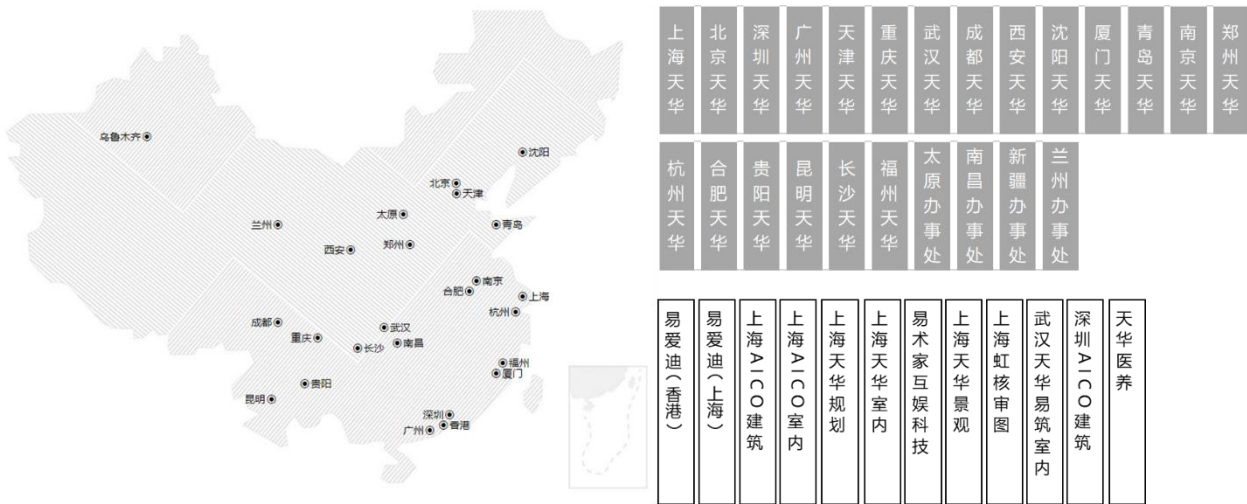 乌鲁木齐
沈阳
北京
天津
太原
兰州
青岛
西安
郑州
南京
合肥
上海
杭州
成都
武汉
重庆
南昌
长沙
福州
厦门
贵阳
昆明
深圳
香港
广州
上海天华
北京天华
深圳天华
广州天华
天津天华
重庆天华
武汉天华
成都天华
西安天华
沈阳天华
厦门天华
青岛天华
南京天华
郑州天华
杭州天华
合肥天华
贵阳天华
昆明天华
长沙天华
福州天华
太原办事处
南昌办事处
新疆办事处
兰州办事处
易爱迪(香港)
易爱迪(上海)
上海AICO建筑
上海AICO室内
上海天华规划
上海天华室内
易术家互娱科技
上海天华景观
上海虹核审图
武汉天华易筑室内
深圳AICO建筑
天华医养